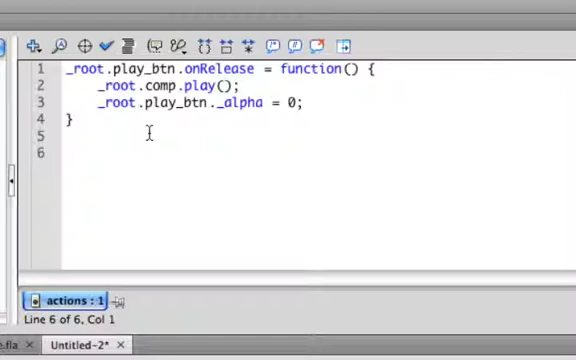 1 _root.play_btn.onRelease = function() {
2 _root.comp.play();
3 _root.play_btn._alpha = 0;
4 }
5
6
actions : 1
Line 6 of 6, Col 1
e.fla Untitled-2*